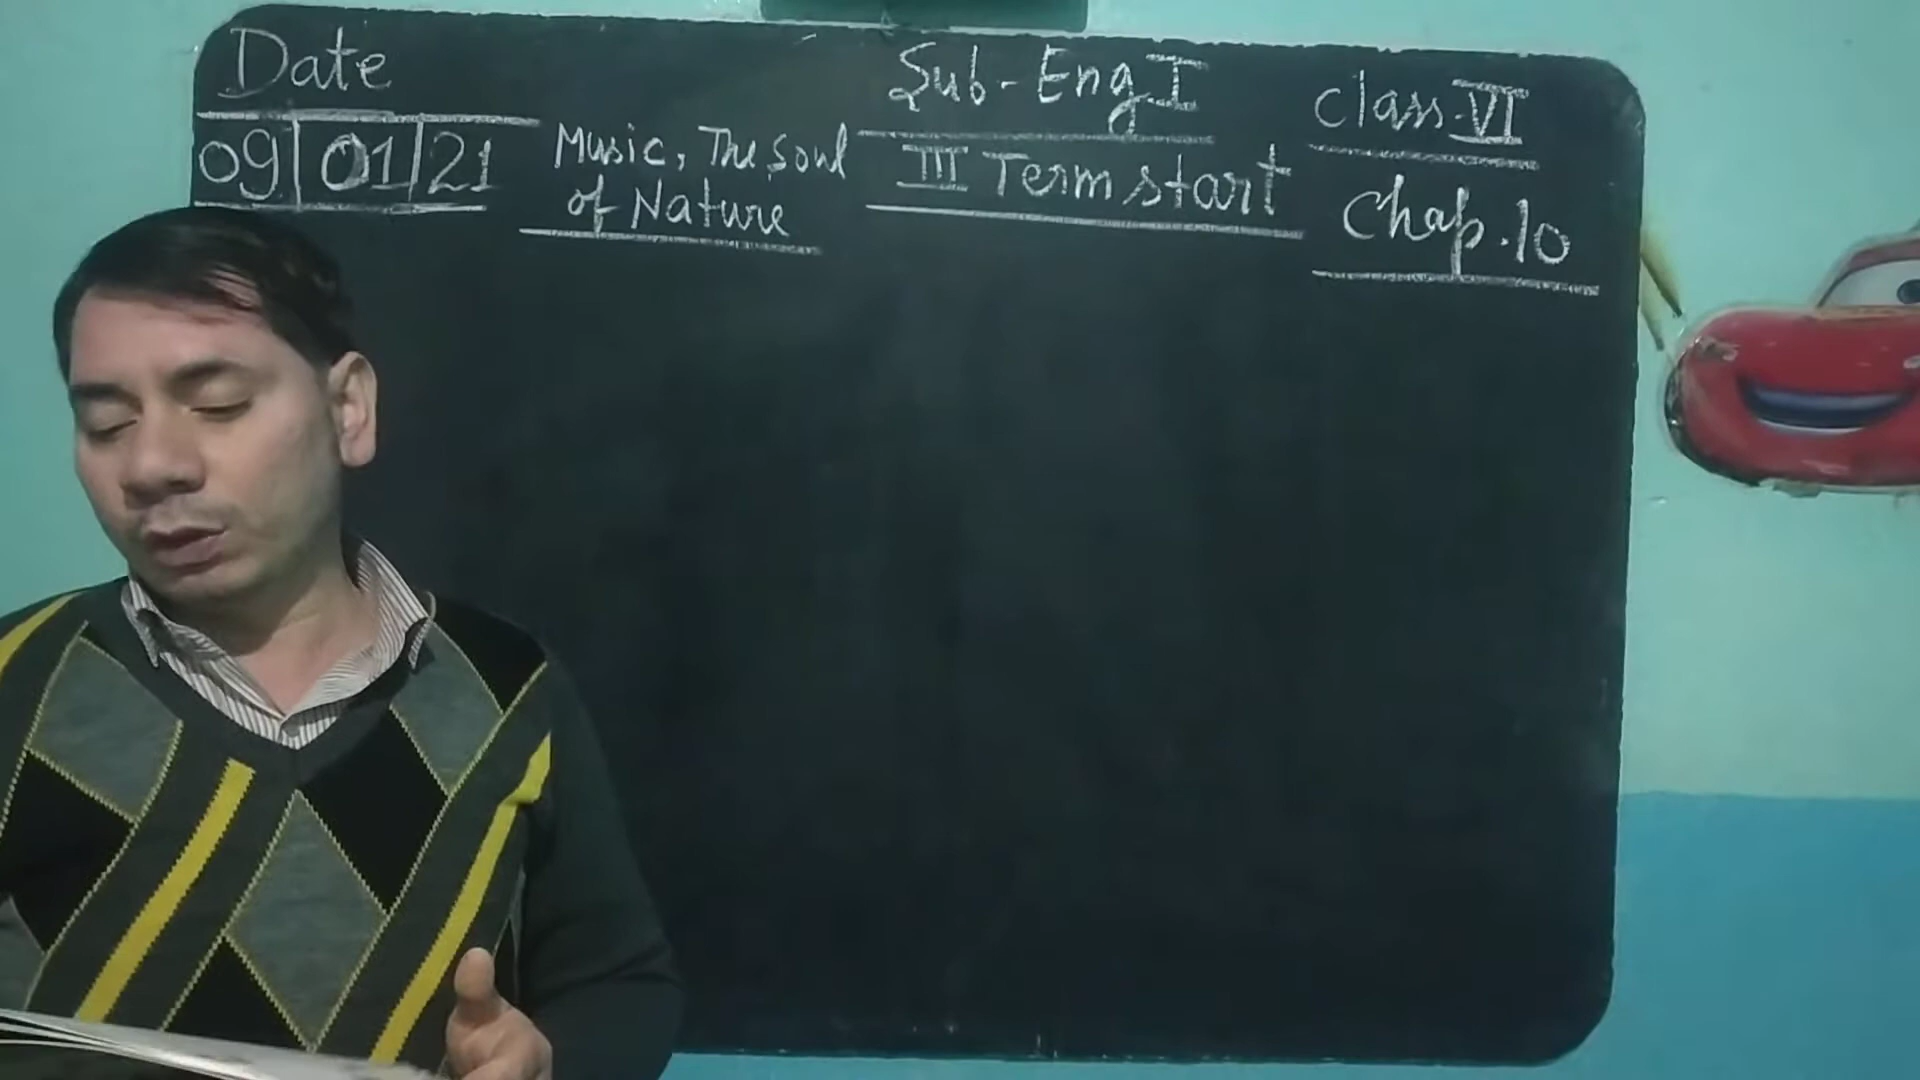 Date
09 | 01 | 21
Music, The Soul
of Nature
Sub - Eng. I
III Term start
Class - VI
Chap. 10